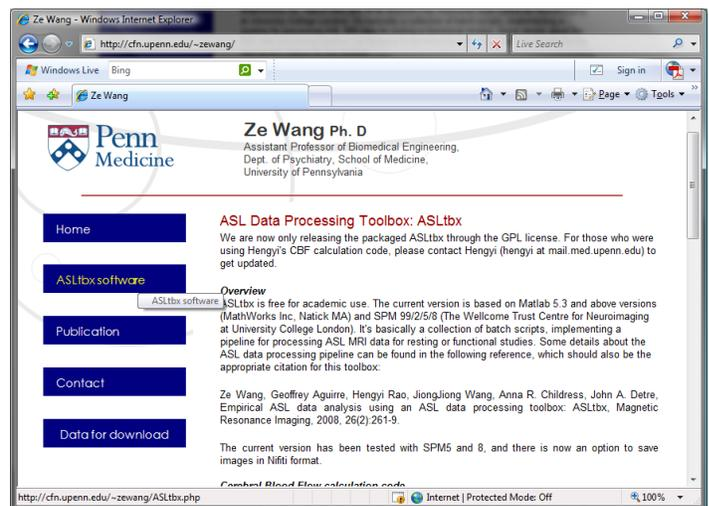 Ze Wang - Windows Internet Explorer
http://cfn.upenn.edu/~zewang/
Live Search
Windows Live Bing
Sign in
Ze Wang
Page Tools
Penn
Medicine
Ze Wang Ph. D
Assistant Professor of Biomedical Engineering,
Dept. of Psychiatry, School of Medicine,
University of Pennsylvania
Home
ASLtbx software
ASLtbx software
Publication
Contact
Data for download
ASL Data Processing Toolbox: ASLtbx
We are now only releasing the packaged ASLtbx through the GPL license. For those who were
using Hengyi's CBF calculation code, please contact Hengyi (hengyi at mail.med.upenn.edu) to
get updated.
Overview
ASLtbx is free for academic use. The current version is based on Matlab 5.3 and above versions
(MathWorks Inc, Natick MA) and SPM 99/2/5/8 (The Wellcome Trust Centre for Neuroimaging
at University College London). It's basically a collection of batch scripts, implementing a
pipeline for processing ASL MRI data for resting or functional studies. Some details about the
ASL data processing pipeline can be found in the following reference, which should also be the
appropriate citation for this toolbox:
Ze Wang, Geoffrey Aguirre, Hengyi Rao, JiongJiong Wang, Anna R. Childress, John A. Detre,
Empirical ASL data analysis using an ASL data processing toolbox: ASLtbx, Magnetic
Resonance Imaging, 2008, 26(2):261-9.
The current version has been tested with SPM5 and 8, and there is now an option to save
images in Nifiti format.
Cerebral Blood Flow calculation code
http://cfn.upenn.edu/~zewang/ASLtbx.php
Internet | Protected Mode: Off
100%